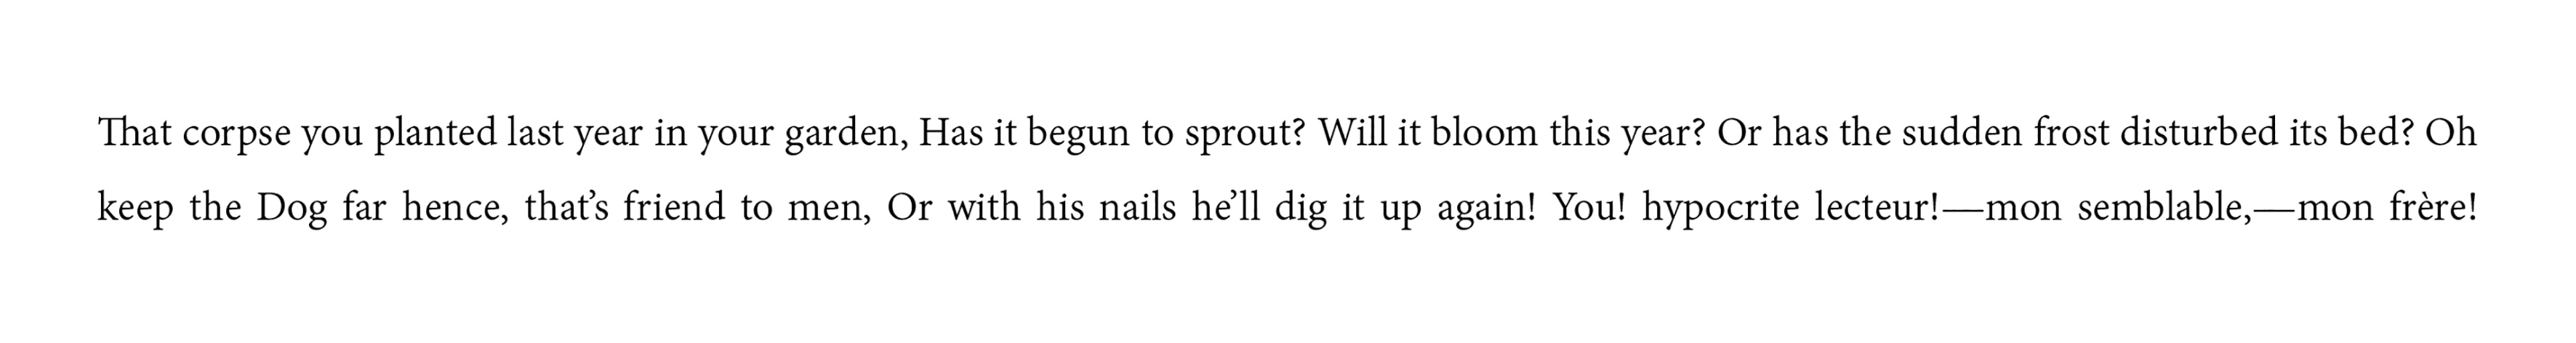 That corpse you planted last year in your garden, Has it begun to sprout? Will it bloom this year? Or has the sudden frost disturbed its bed? Oh
keep the Dog far hence, that’s friend to men, Or with his nails he’ll dig it up again! You! hypocrite lecteur!—mon semblable,—mon frère!